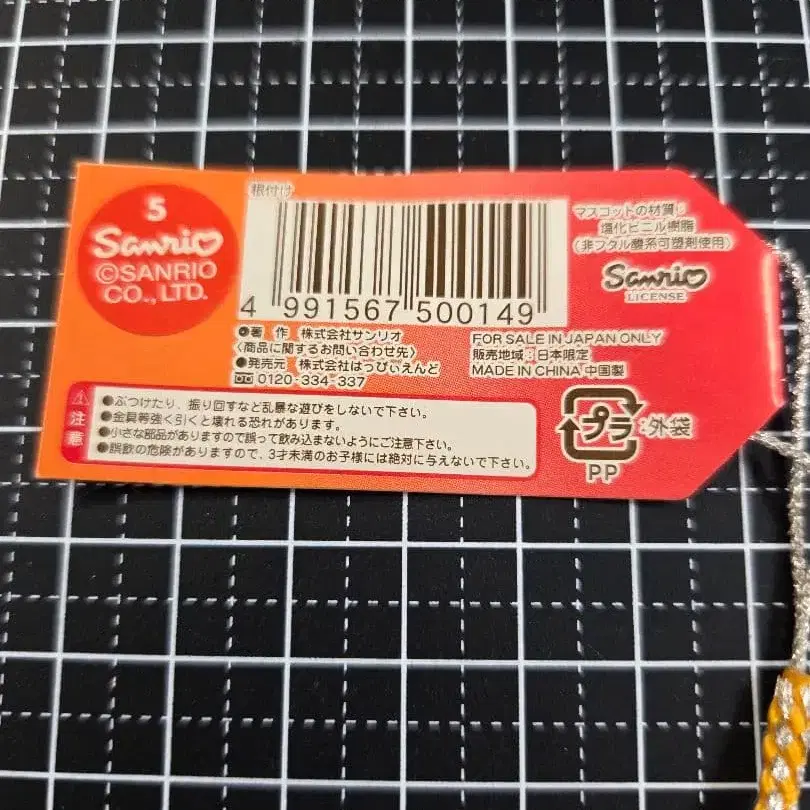 5
Sanrio
©SANRIO
CO., LTD.
根付け
4 991567 500149
●著 作 株式会社サンリオ
〈商品に関するお問い合わせ先〉
●発売元 株式会社はっぴぃえんど
0120-334-337
マスコットの材質:
塩化ビニル樹脂
(非フタル酸系可塑剤使用)
Sanrio
LICENSE
FOR SALE IN JAPAN ONLY
販売地域:日本限定
MADE IN CHINA 中国製
注意
●ぶつけたり、振り回すなど乱暴な遊びをしないで下さい。
●金具等強く引くと壊れる恐れがあります。
●小さな部品がありますので誤って飲み込まないようにご注意下さい。
●誤飲の危険がありますので、3才未満のお子様には絶対に与えないで下さい。
プラ:外袋
PP